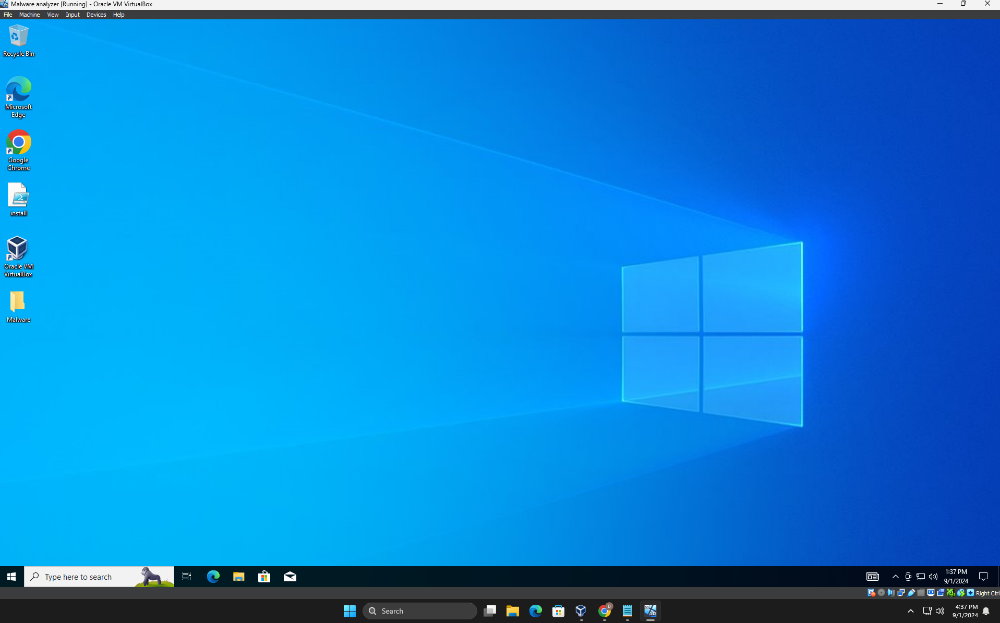 Malware analyzer [Running] - Oracle VM VirtualBox
File Machine View Input Devices Help
Recycle Bin
Microsoft
Edge
Google
Chrome
install
Oracle VM
VirtualBox
Malware
Type here to search
1:37 PM
9/1/2024
Right Ctrl
Search
D
4:37 PM
9/1/2024